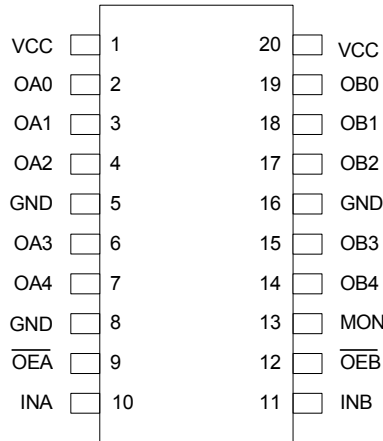 VCC 1 20 VCC
OA0 2 19 OB0
OA1 3 18 OB1
OA2 4 17 OB2
GND 5 16 GND
OA3 6 15 OB3
OA4 7 14 OB4
GND 8 13 MON
O̅E̅A̅ 9 12 O̅E̅B̅
INA 10 11 INB